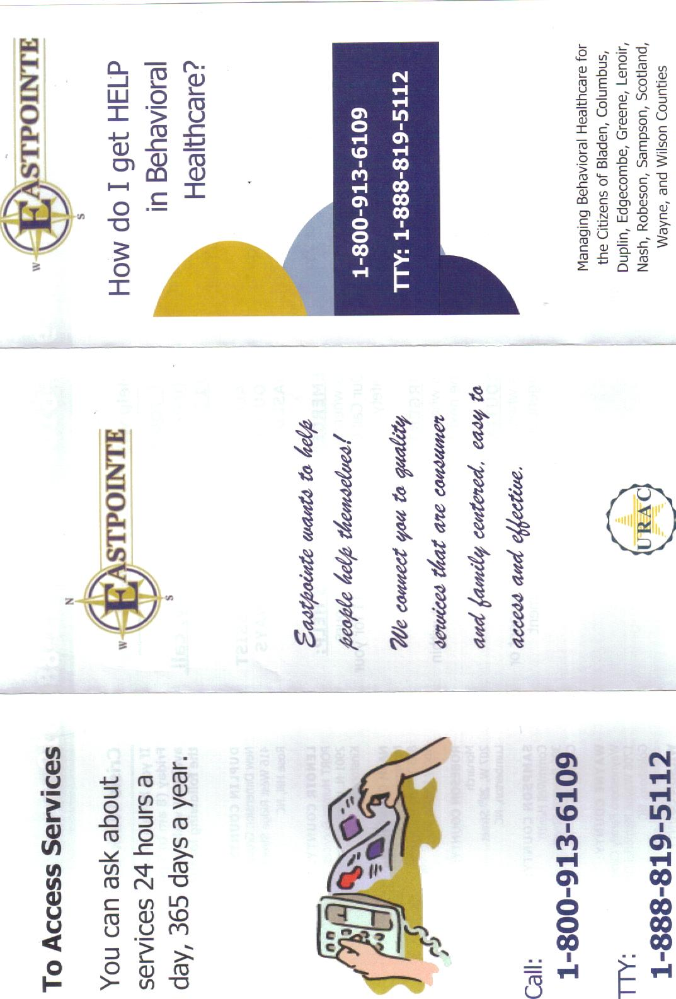 To Access Services
You can ask about
services 24 hours a
day, 365 days a year.
Call:
1-800-913-6109
TTY:
1-888-819-5112
N
W
S
EASTPOINTE
Eastpointe wants to help
people help themselves!
We connect you to quality
services that are consumer
and family centered, easy to
access and effective.
URAC
W
S
EASTPOINTE
How do I get HELP
in Behavioral
Healthcare?
1-800-913-6109
TTY: 1-888-819-5112
Managing Behavioral Healthcare for
the Citizens of Bladen, Columbus,
Duplin, Edgecombe, Greene, Lenoir,
Nash, Robeson, Sampson, Scotland,
Wayne, and Wilson Counties